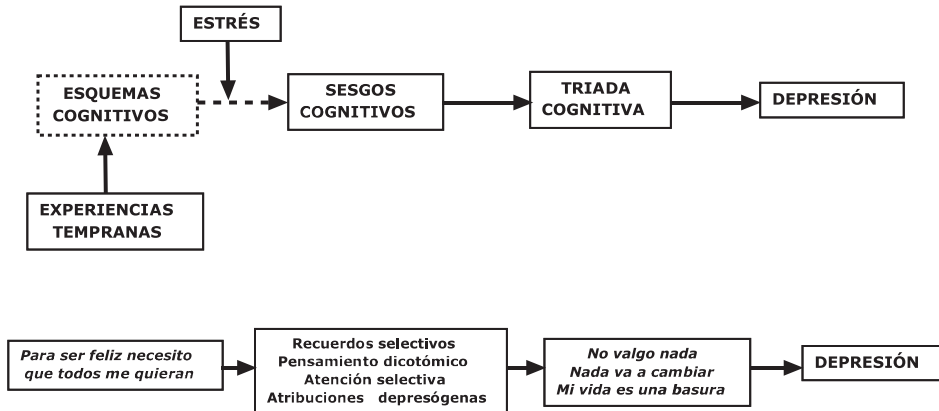 ESTRÉS
ESQUEMAS
COGNITIVOS
SESGOS
COGNITIVOS
TRIADA
COGNITIVA
DEPRESIÓN
EXPERIENCIAS
TEMPRANAS
Para ser feliz necesito
que todos me quieran
Recuerdos selectivos
Pensamiento dicotómico
Atención selectiva
Atribuciones depresógenas
No valgo nada
Nada va a cambiar
Mi vida es una basura
DEPRESIÓN